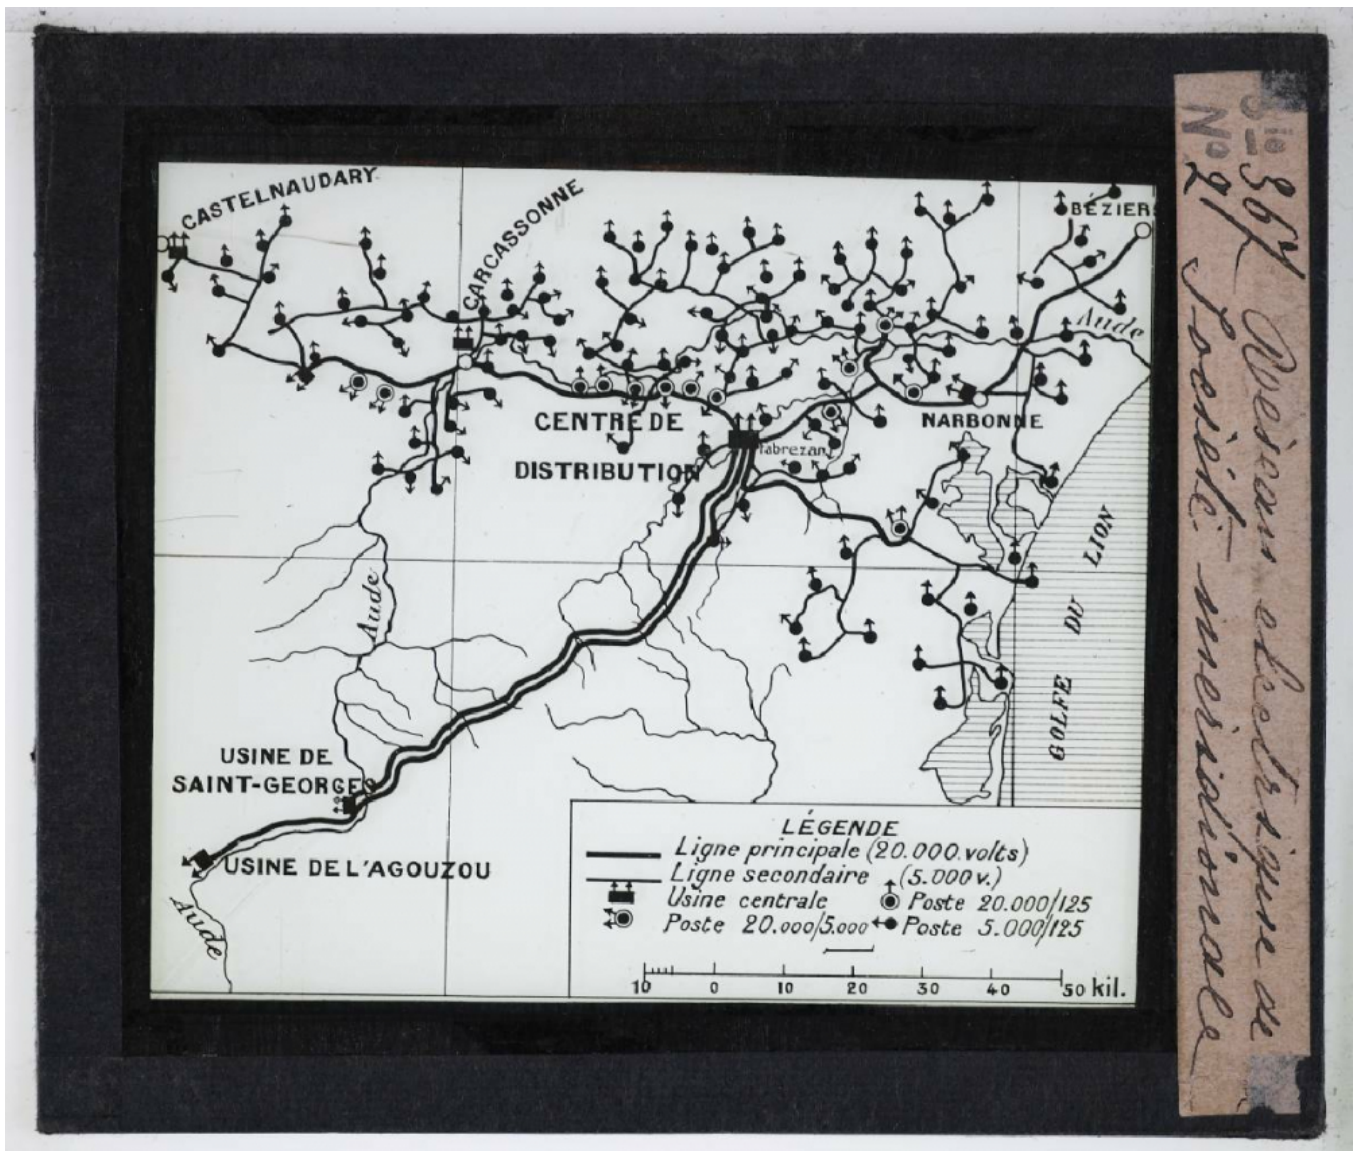 CASTELNAUDARY
CARCASSONNE
BÉZIERS
Aude
CENTRE DE
DISTRIBUTION
Fabrezan
NARBONNE
GOLFE DU LION
Aude
USINE DE
SAINT-GEORGES
USINE DE L'AGOUZOU
Aude
LÉGENDE
Ligne principale (20.000 volts)
Ligne secondaire (5.000 v.)
Usine centrale
Poste 20.000/125
Poste 20.000/5.000
Poste 5.000/125
10 0 10 20 30 40 50 kil.
367 Réseau électrique de
No 21 Société méridionale